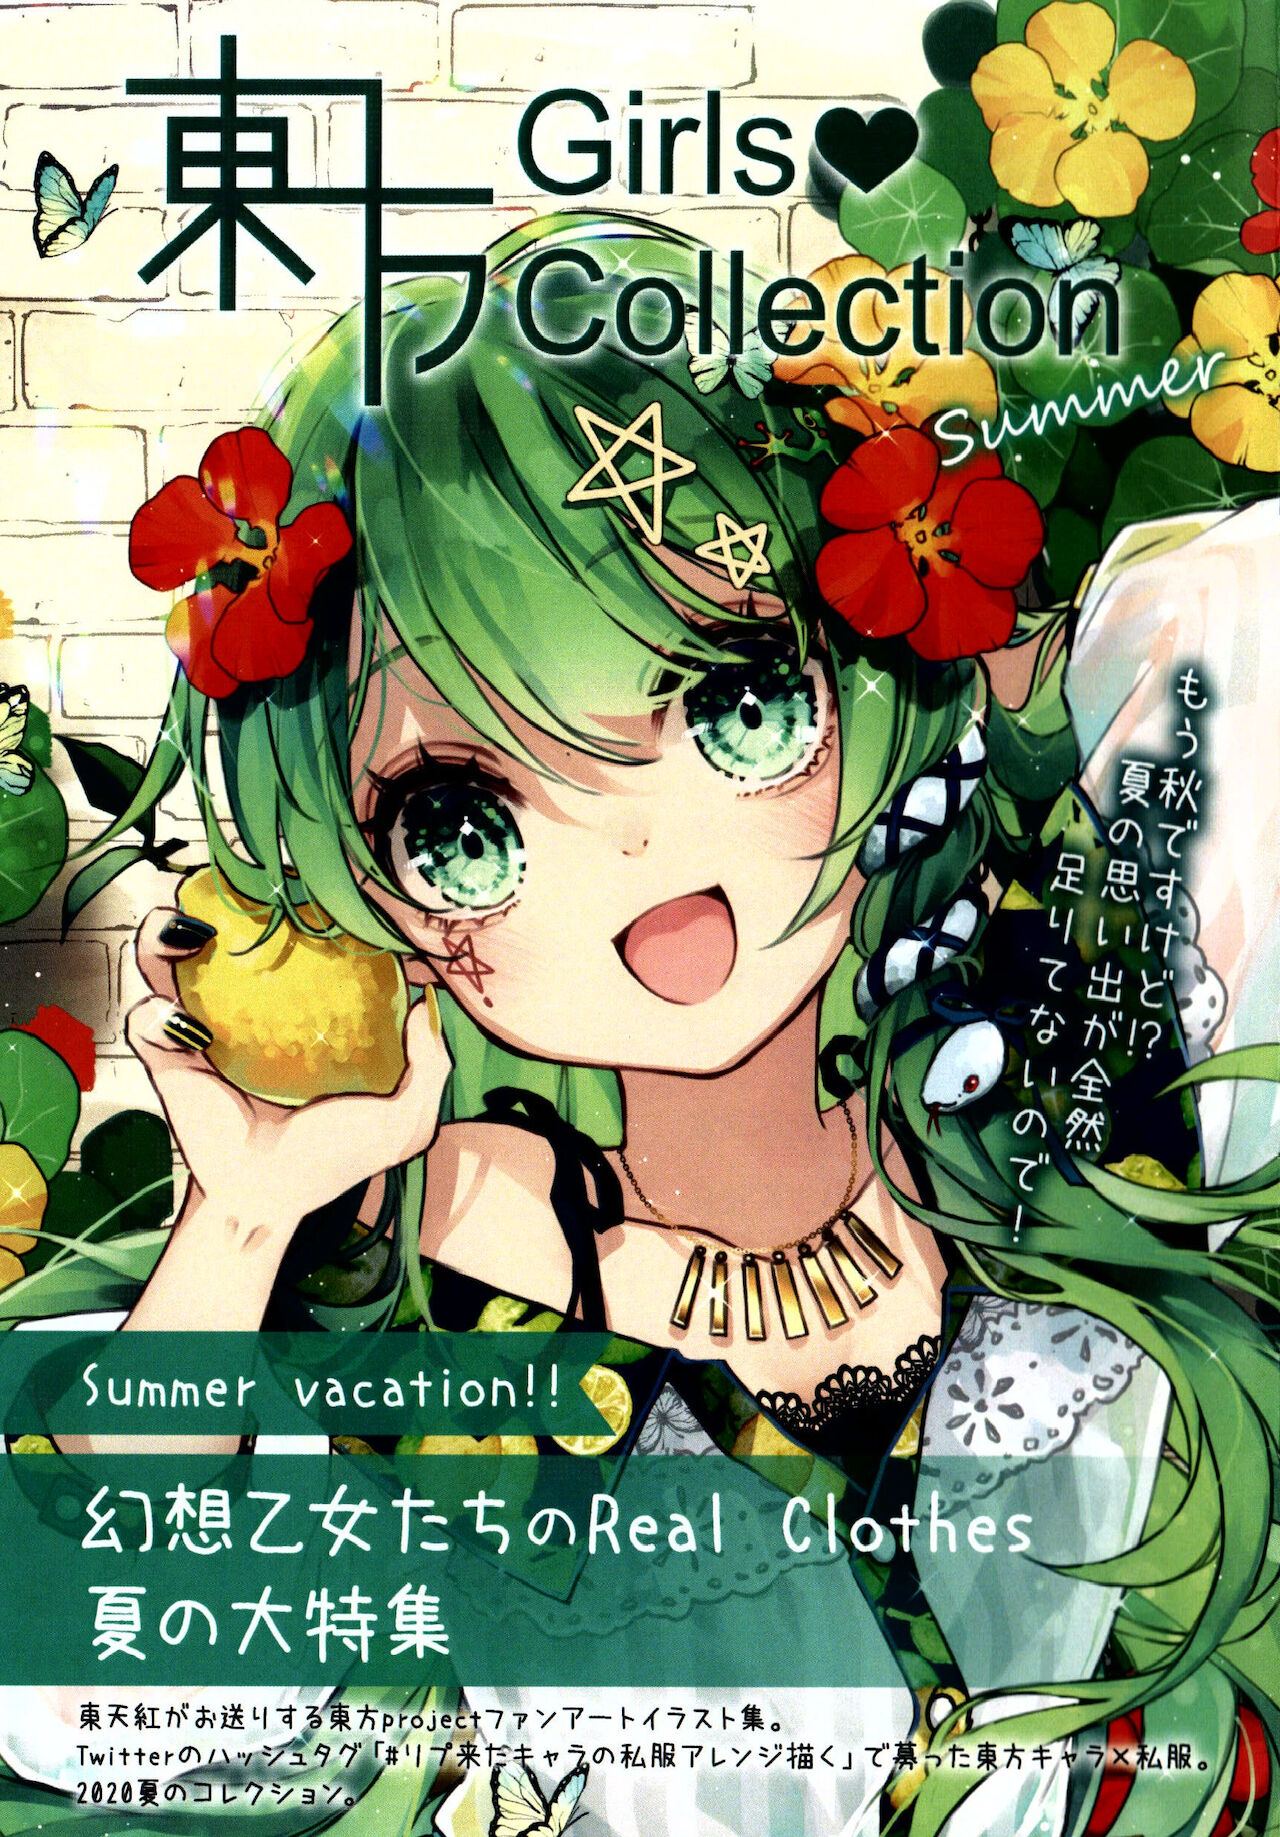 東方
Girls♥
Collection
Summer
もう秋ですけど!?
夏の思い出が全然
足りてないので!
Summer vacation!!
幻想乙女たちのReal Clothes
夏の大特集
東天紅がお送りする東方projectファンアートイラスト集。
Twitterのハッシュタグ「#リプ来たキャラの私服アレンジ描く」で募った東方キャラ×私服。
2020夏のコレクション。